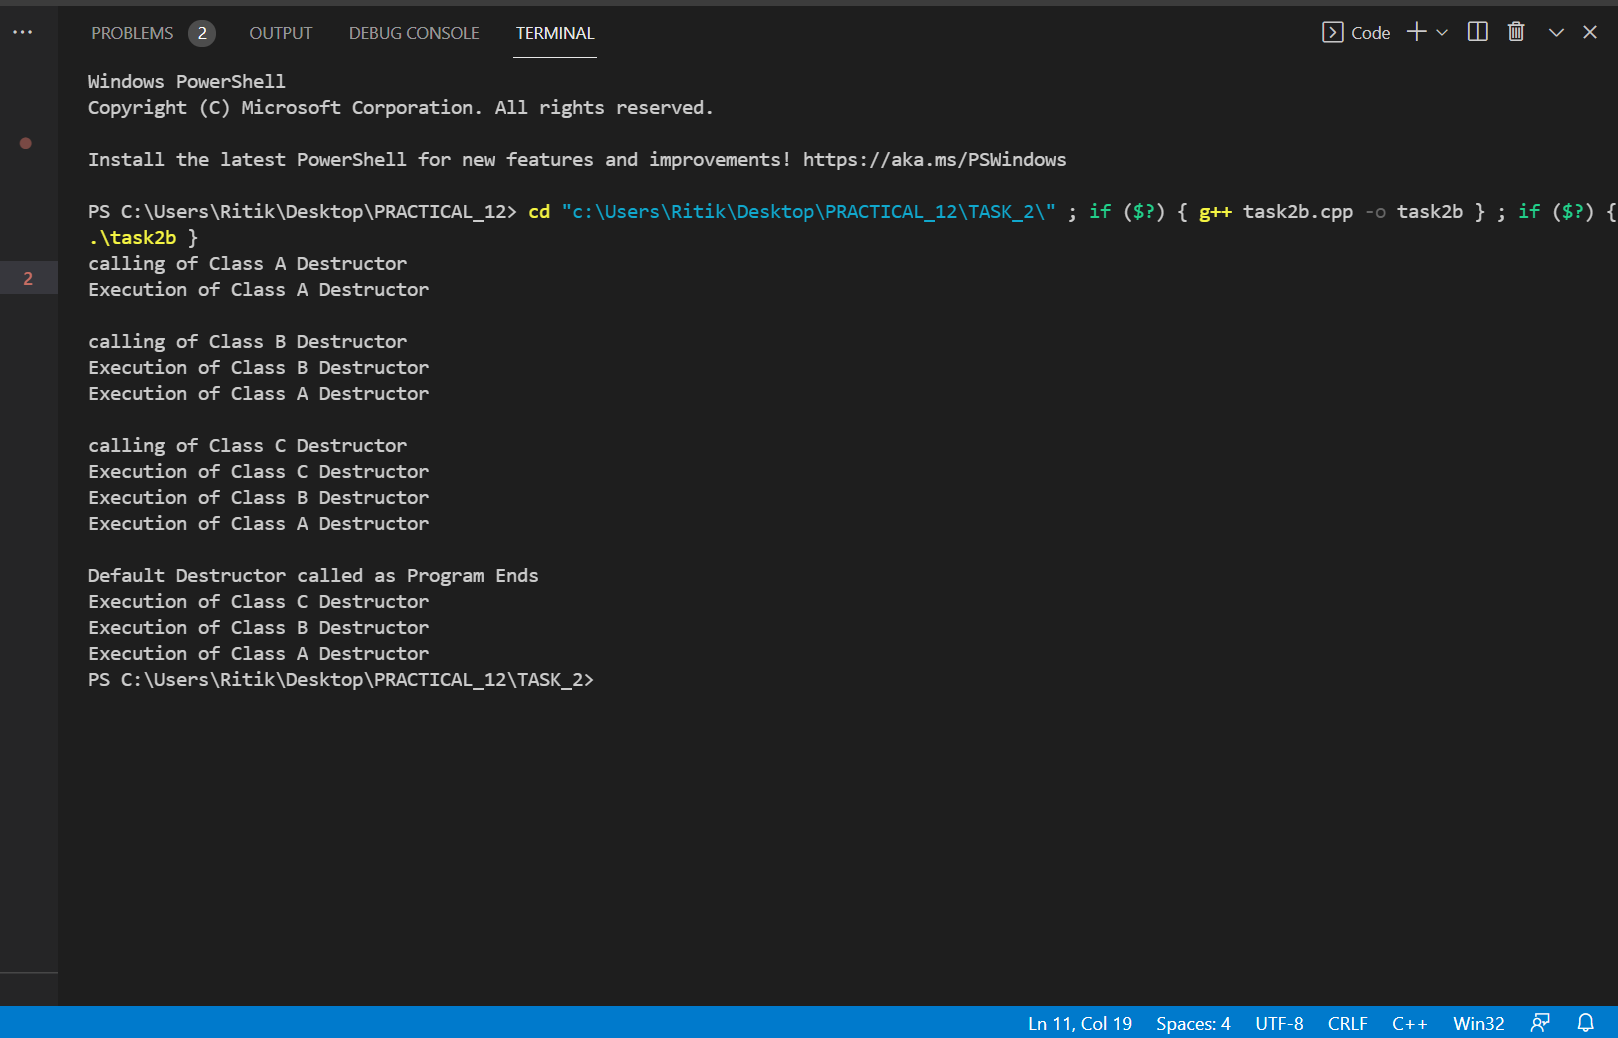 PROBLEMS 2 OUTPUT DEBUG CONSOLE TERMINAL Code
Windows PowerShell
Copyright (C) Microsoft Corporation. All rights reserved.
Install the latest PowerShell for new features and improvements! https://aka.ms/PSWindows
PS C:\Users\Ritik\Desktop\PRACTICAL_12> cd "c:\Users\Ritik\Desktop\PRACTICAL_12\TASK_2\" ; if ($?) { g++ task2b.cpp -o task2b } ; if ($?) {
.\task2b }
calling of Class A Destructor
2
Execution of Class A Destructor
calling of Class B Destructor
Execution of Class B Destructor
Execution of Class A Destructor
calling of Class C Destructor
Execution of Class C Destructor
Execution of Class B Destructor
Execution of Class A Destructor
Default Destructor called as Program Ends
Execution of Class C Destructor
Execution of Class B Destructor
Execution of Class A Destructor
PS C:\Users\Ritik\Desktop\PRACTICAL_12\TASK_2>
Ln 11, Col 19 Spaces: 4 UTF-8 CRLF C++ Win32